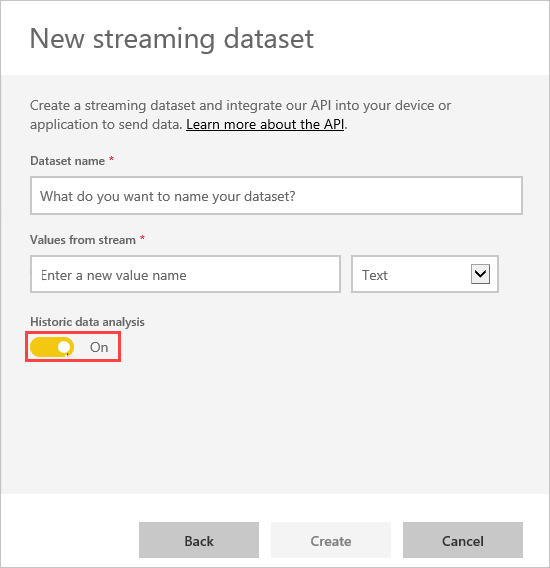 New streaming dataset
Create a streaming dataset and integrate our API into your device or
application to send data. Learn more about the API.
Dataset name *
What do you want to name your dataset?
Values from stream *
Enter a new value name
Text
Historic data analysis
On
Back
Create
Cancel